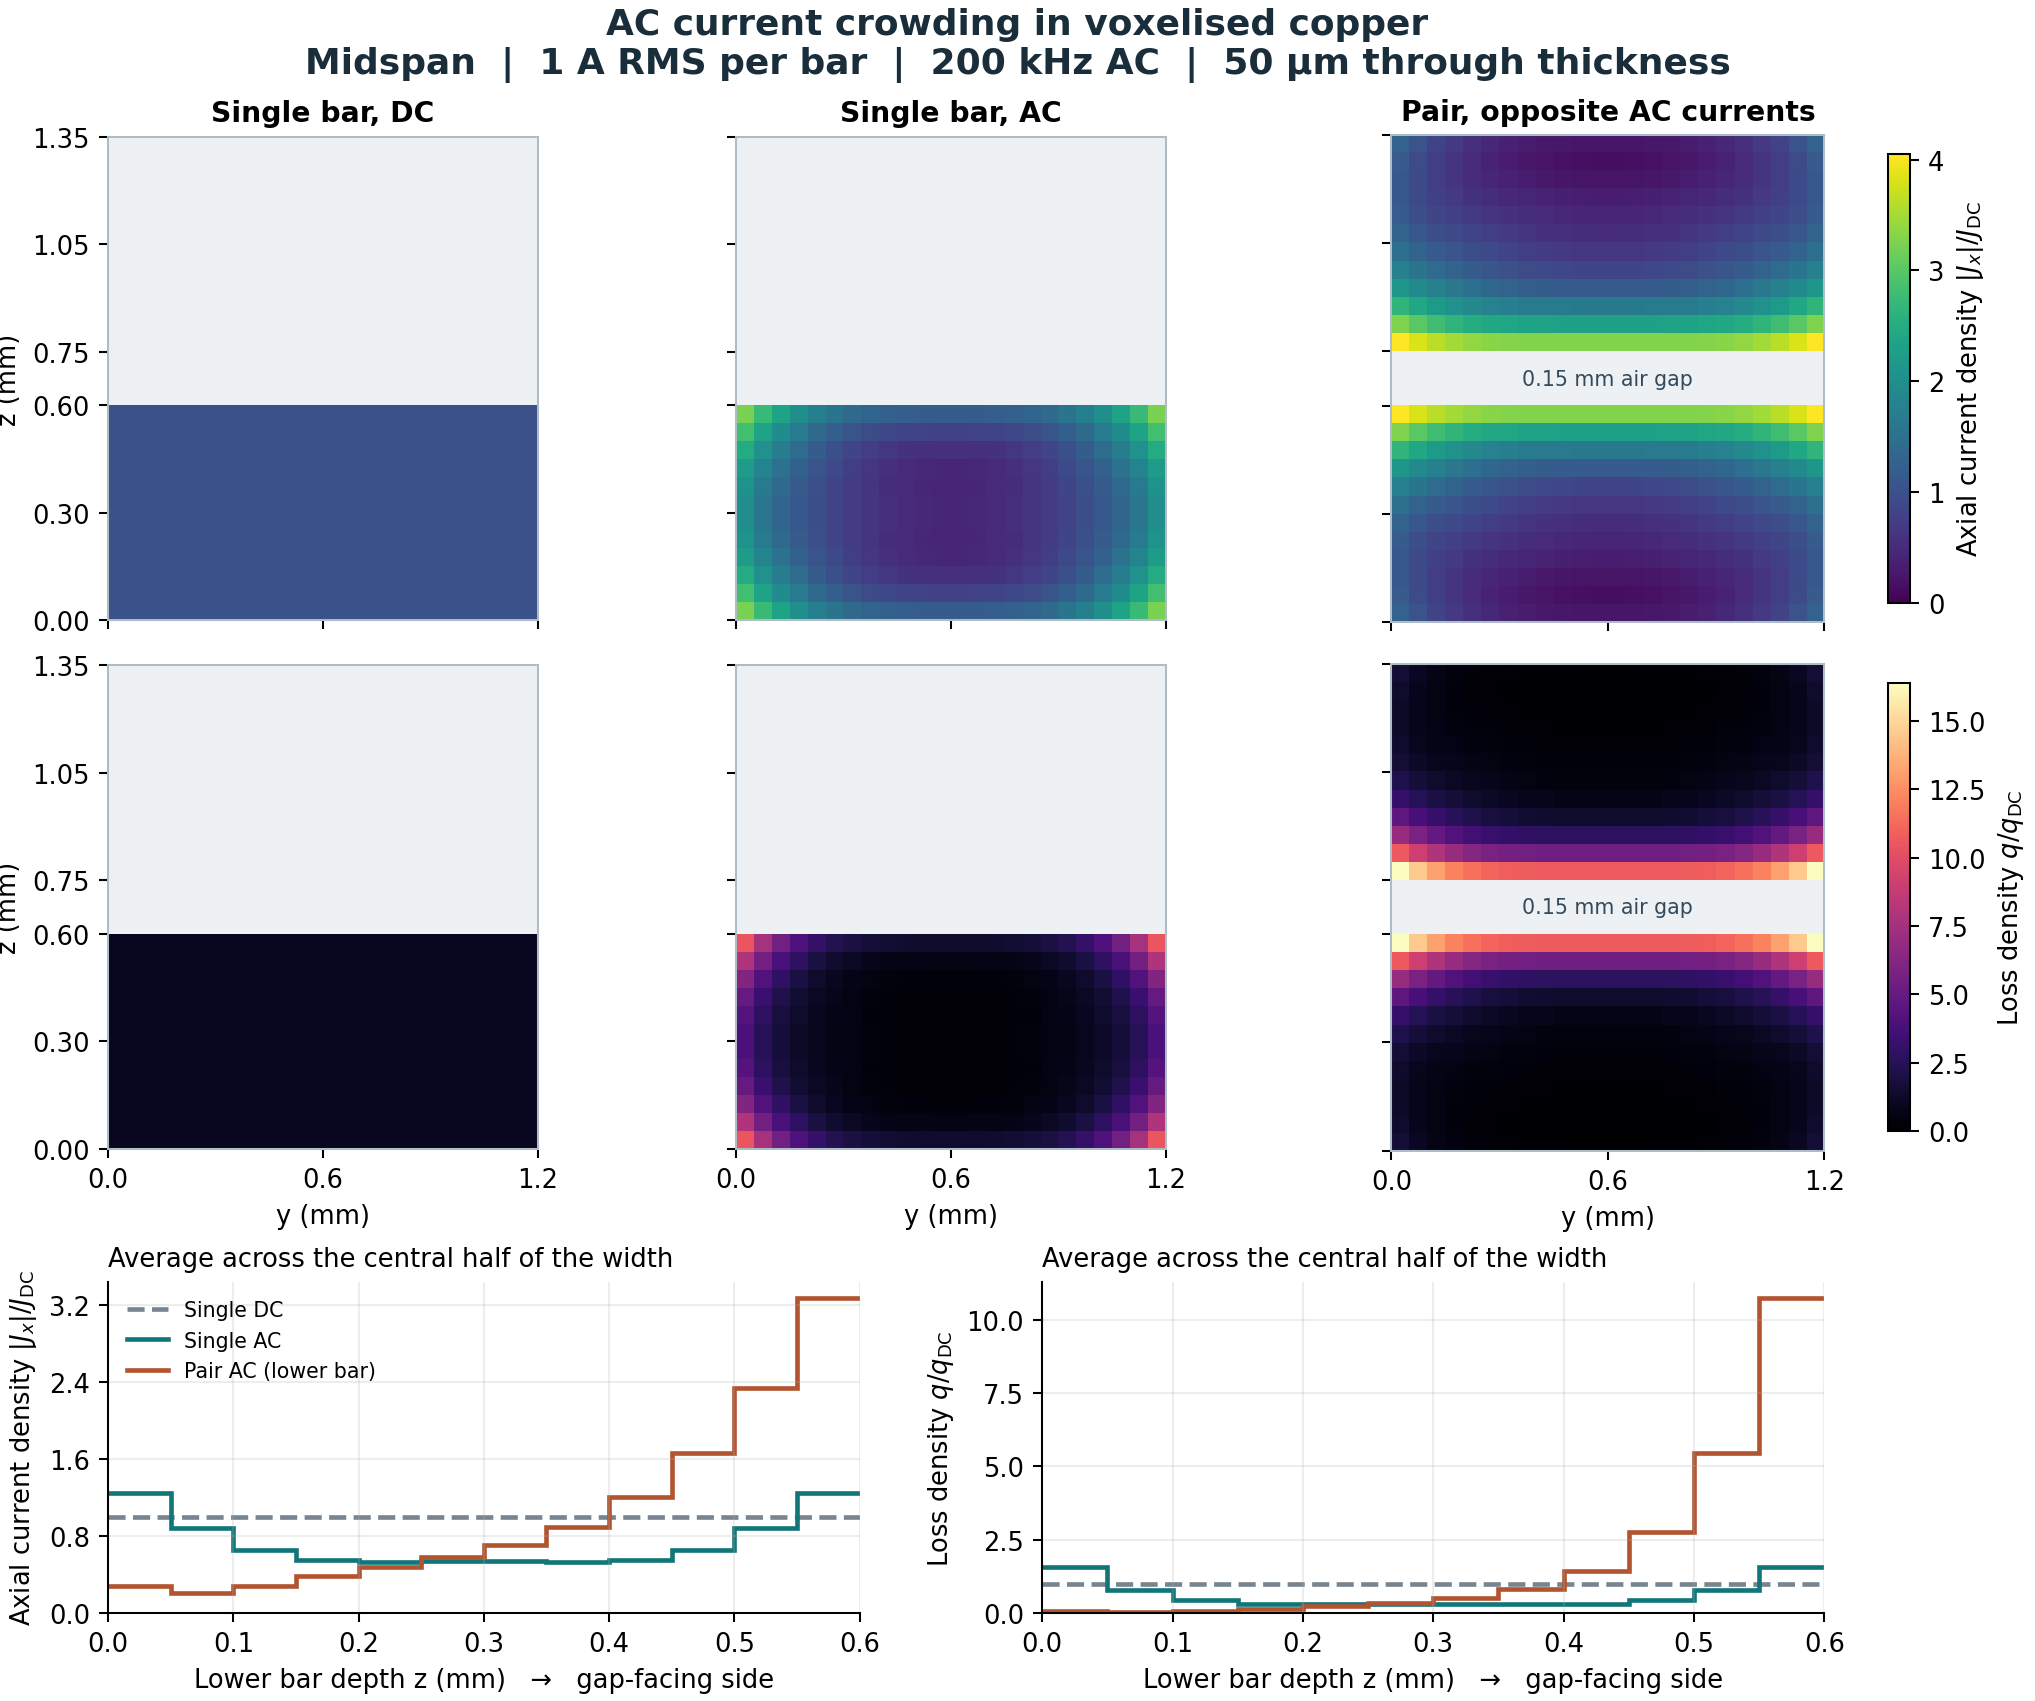 AC current crowding in voxelised copper
Midspan | 1 A RMS per bar | 200 kHz AC | 50 µm through thickness
Single bar, DC
Single bar, AC
Pair, opposite AC currents
1.35
1.05
0.75
0.60
0.30
0.00
z (mm)
0.15 mm air gap
4
3
2
1
0
Axial current density |Jx|/JDC
1.35
1.05
0.75
0.60
0.30
0.00
z (mm)
0.0 0.6 1.2
y (mm)
0.0 0.6 1.2
y (mm)
0.15 mm air gap
0.0 0.6 1.2
y (mm)
15.0
12.5
10.0
7.5
5.0
2.5
0.0
Loss density q/qDC
Average across the central half of the width
3.2
2.4
1.6
0.8
0.0
Axial current density |Jx|/JDC
Single DC
Single AC
Pair AC (lower bar)
0.0 0.1 0.2 0.3 0.4 0.5 0.6
Lower bar depth z (mm) → gap-facing side
Average across the central half of the width
10.0
7.5
5.0
2.5
0.0
Loss density q/qDC
0.0 0.1 0.2 0.3 0.4 0.5 0.6
Lower bar depth z (mm) → gap-facing side